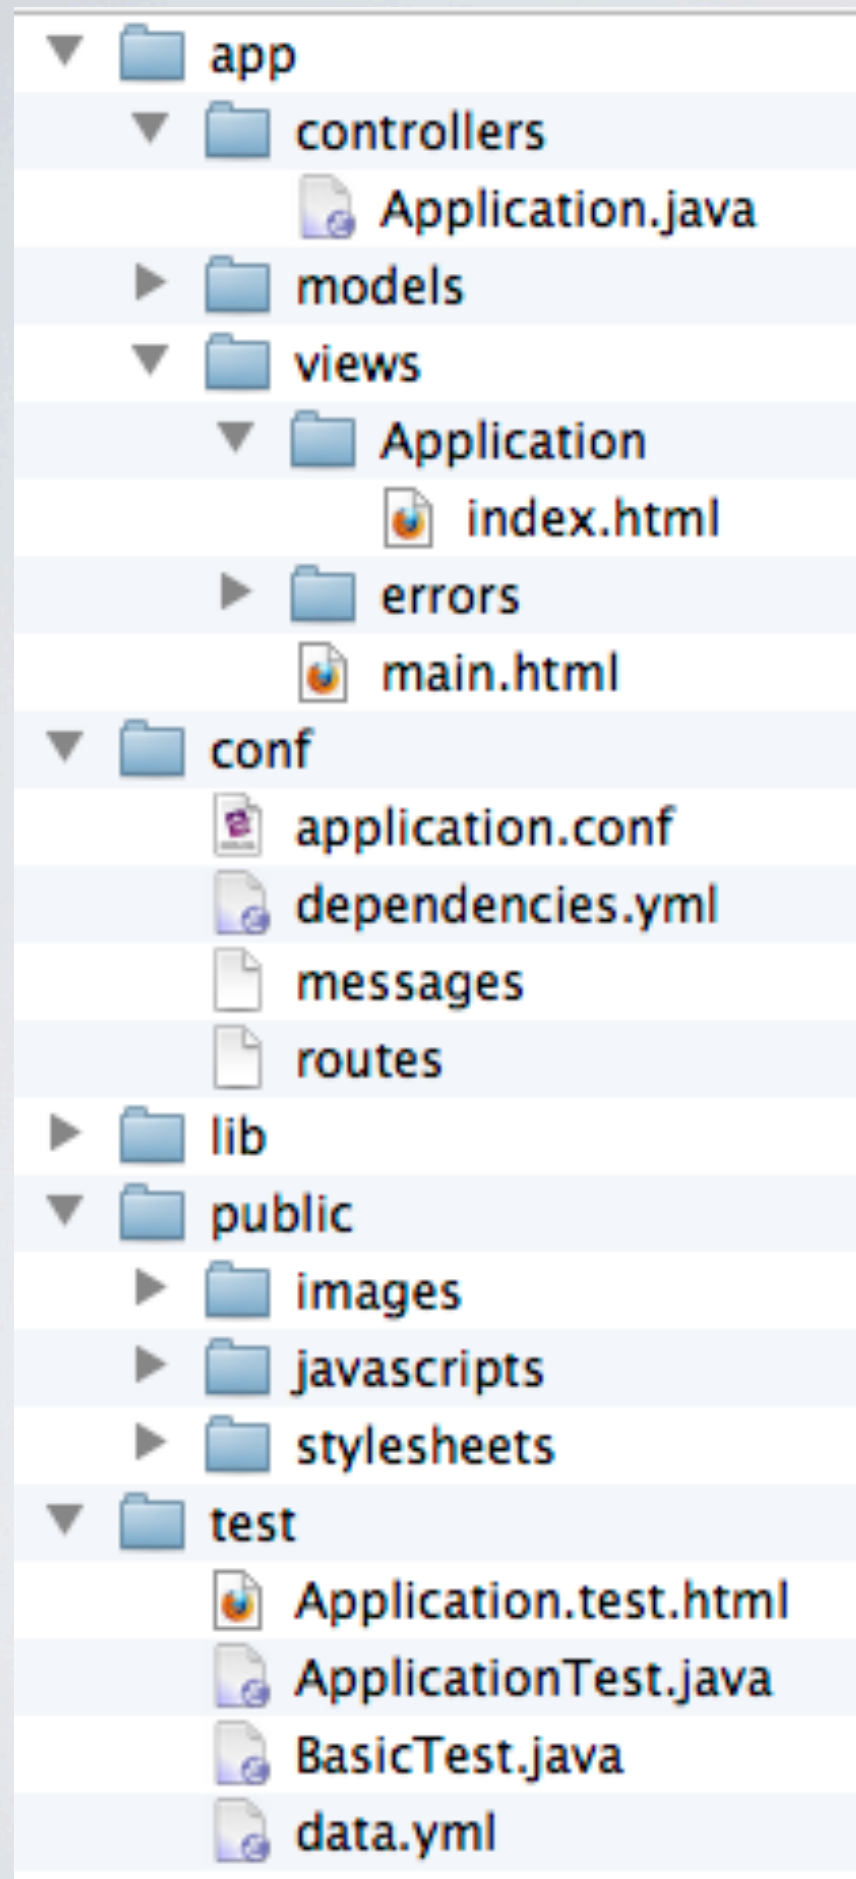 app
controllers
Application.java
models
views
Application
index.html
errors
main.html
conf
application.conf
dependencies.yml
messages
routes
lib
public
images
javascripts
stylesheets
test
Application.test.html
ApplicationTest.java
BasicTest.java
data.yml